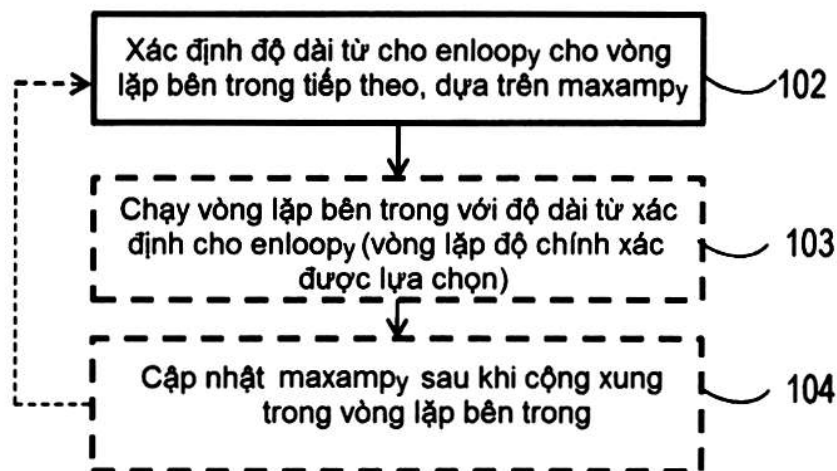 Xác định độ dài từ cho enloopy cho vòng
lặp bên trong tiếp theo, dựa trên maxampy
102
Chạy vòng lặp bên trong với độ dài từ xác
định cho enloopy (vòng lặp độ chính xác
được lựa chọn)
103
Cập nhật maxampy sau khi cộng xung
trong vòng lặp bên trong
104